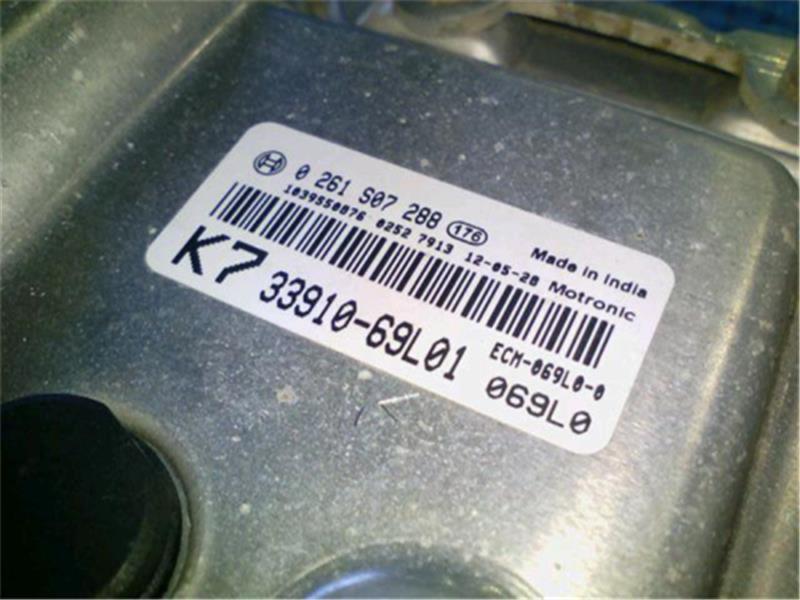 0 261 S07 288 176
Made in India
1039550876 0252 7913 12-05-28 Motronic
K7 33910-69L01
ECM-069L0-0
069L0